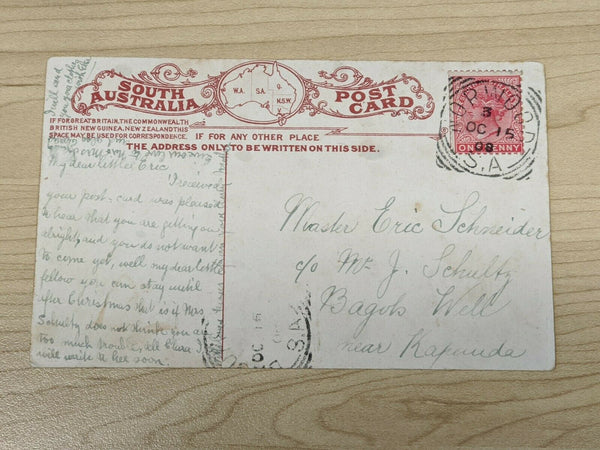 SOUTH AUSTRALIA
POST CARD
W.A. S.A. Q. N.S.W.
IF FOR GREAT BRITAIN, THE COMMONWEALTH
BRITISH NEW GUINEA, NEW ZEALAND THIS
SPACE MAY BE USED FOR CORRESPONDENCE.
IF FOR ANY OTHER PLACE
THE ADDRESS ONLY TO BE WRITTEN ON THIS SIDE.
ONE PENNY
3
OC 15
S.A
My dear little Eric
I received
your post-card was pleased
to hear that you are getting on
alright, and you do not want
to come yet, well my dear little
fellow you can stay until
after Christmas that is if Mrs
Schultz does not think you are
too much trouble,
will write to her soon.
Master Eric Schneider
c/o Mr J. Schultz
Bagots Well
near Kapunda
OC 15
S.A